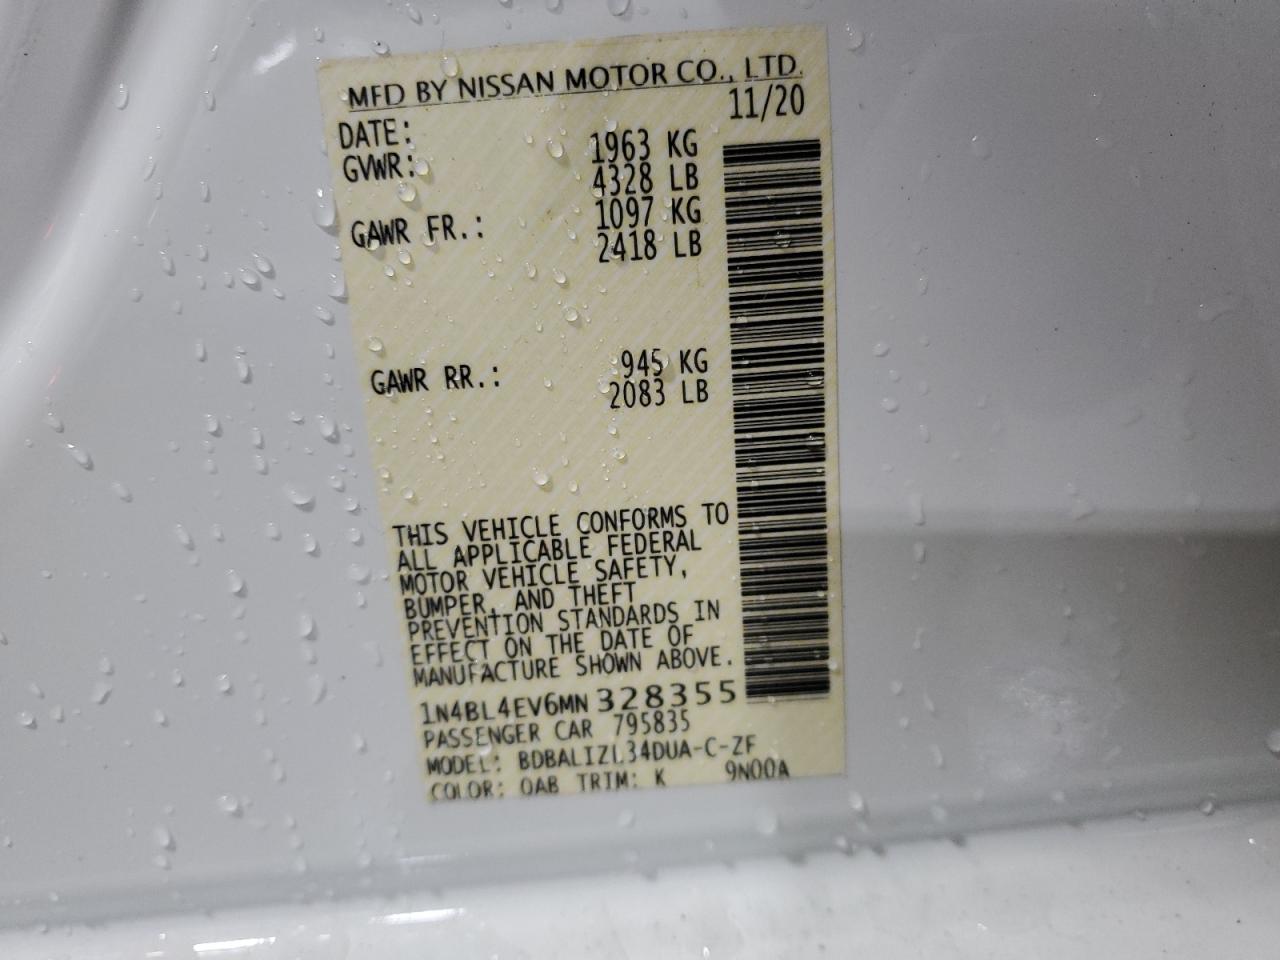 MFD BY NISSAN MOTOR CO., LTD.
DATE: 11/20
GVWR: 1963 KG
4328 LB
GAWR FR.: 1097 KG
2418 LB
GAWR RR.: 945 KG
2083 LB
THIS VEHICLE CONFORMS TO
ALL APPLICABLE FEDERAL
MOTOR VEHICLE SAFETY,
BUMPER, AND THEFT
PREVENTION STANDARDS IN
EFFECT ON THE DATE OF
MANUFACTURE SHOWN ABOVE.
1N4BL4EV6MN328355
PASSENGER CAR 795835
MODEL: BDBALIZL34DUA-C-ZF
COLOR: QAB TRIM: K 9N00A